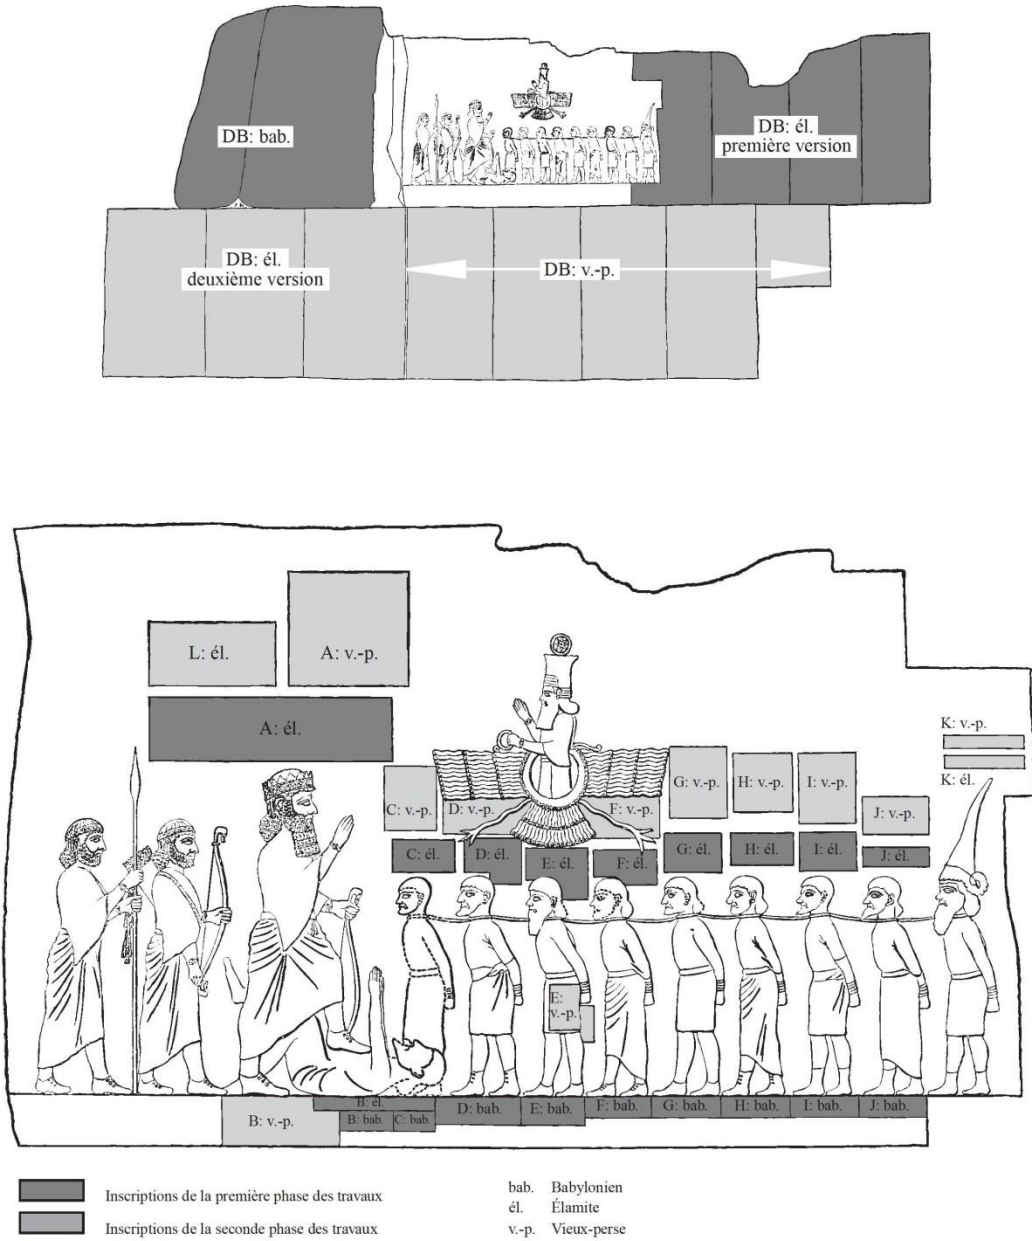 DB: bab.
DB: él.
première version
DB: él.
deuxième version
DB: v.-p.
L: él.
A: v.-p.
A: él.
K: v.-p.
K: él.
C: v.-p.
D: v.-p.
F: v.-p.
G: v.-p.
H: v.-p.
I: v.-p.
J: v.-p.
C: él.
D: él.
E: él.
F: él.
G: él.
H: él.
I: él.
J: él.
E:
v.-p.
B: él.
B: v.-p.
B: bab.
C: bab.
D: bab.
E: bab.
F: bab.
G: bab.
H: bab.
I: bab.
J: bab.
Inscriptions de la première phase des travaux
Inscriptions de la seconde phase des travaux
bab. Babylonien
él. Élamite
v.-p. Vieux-perse